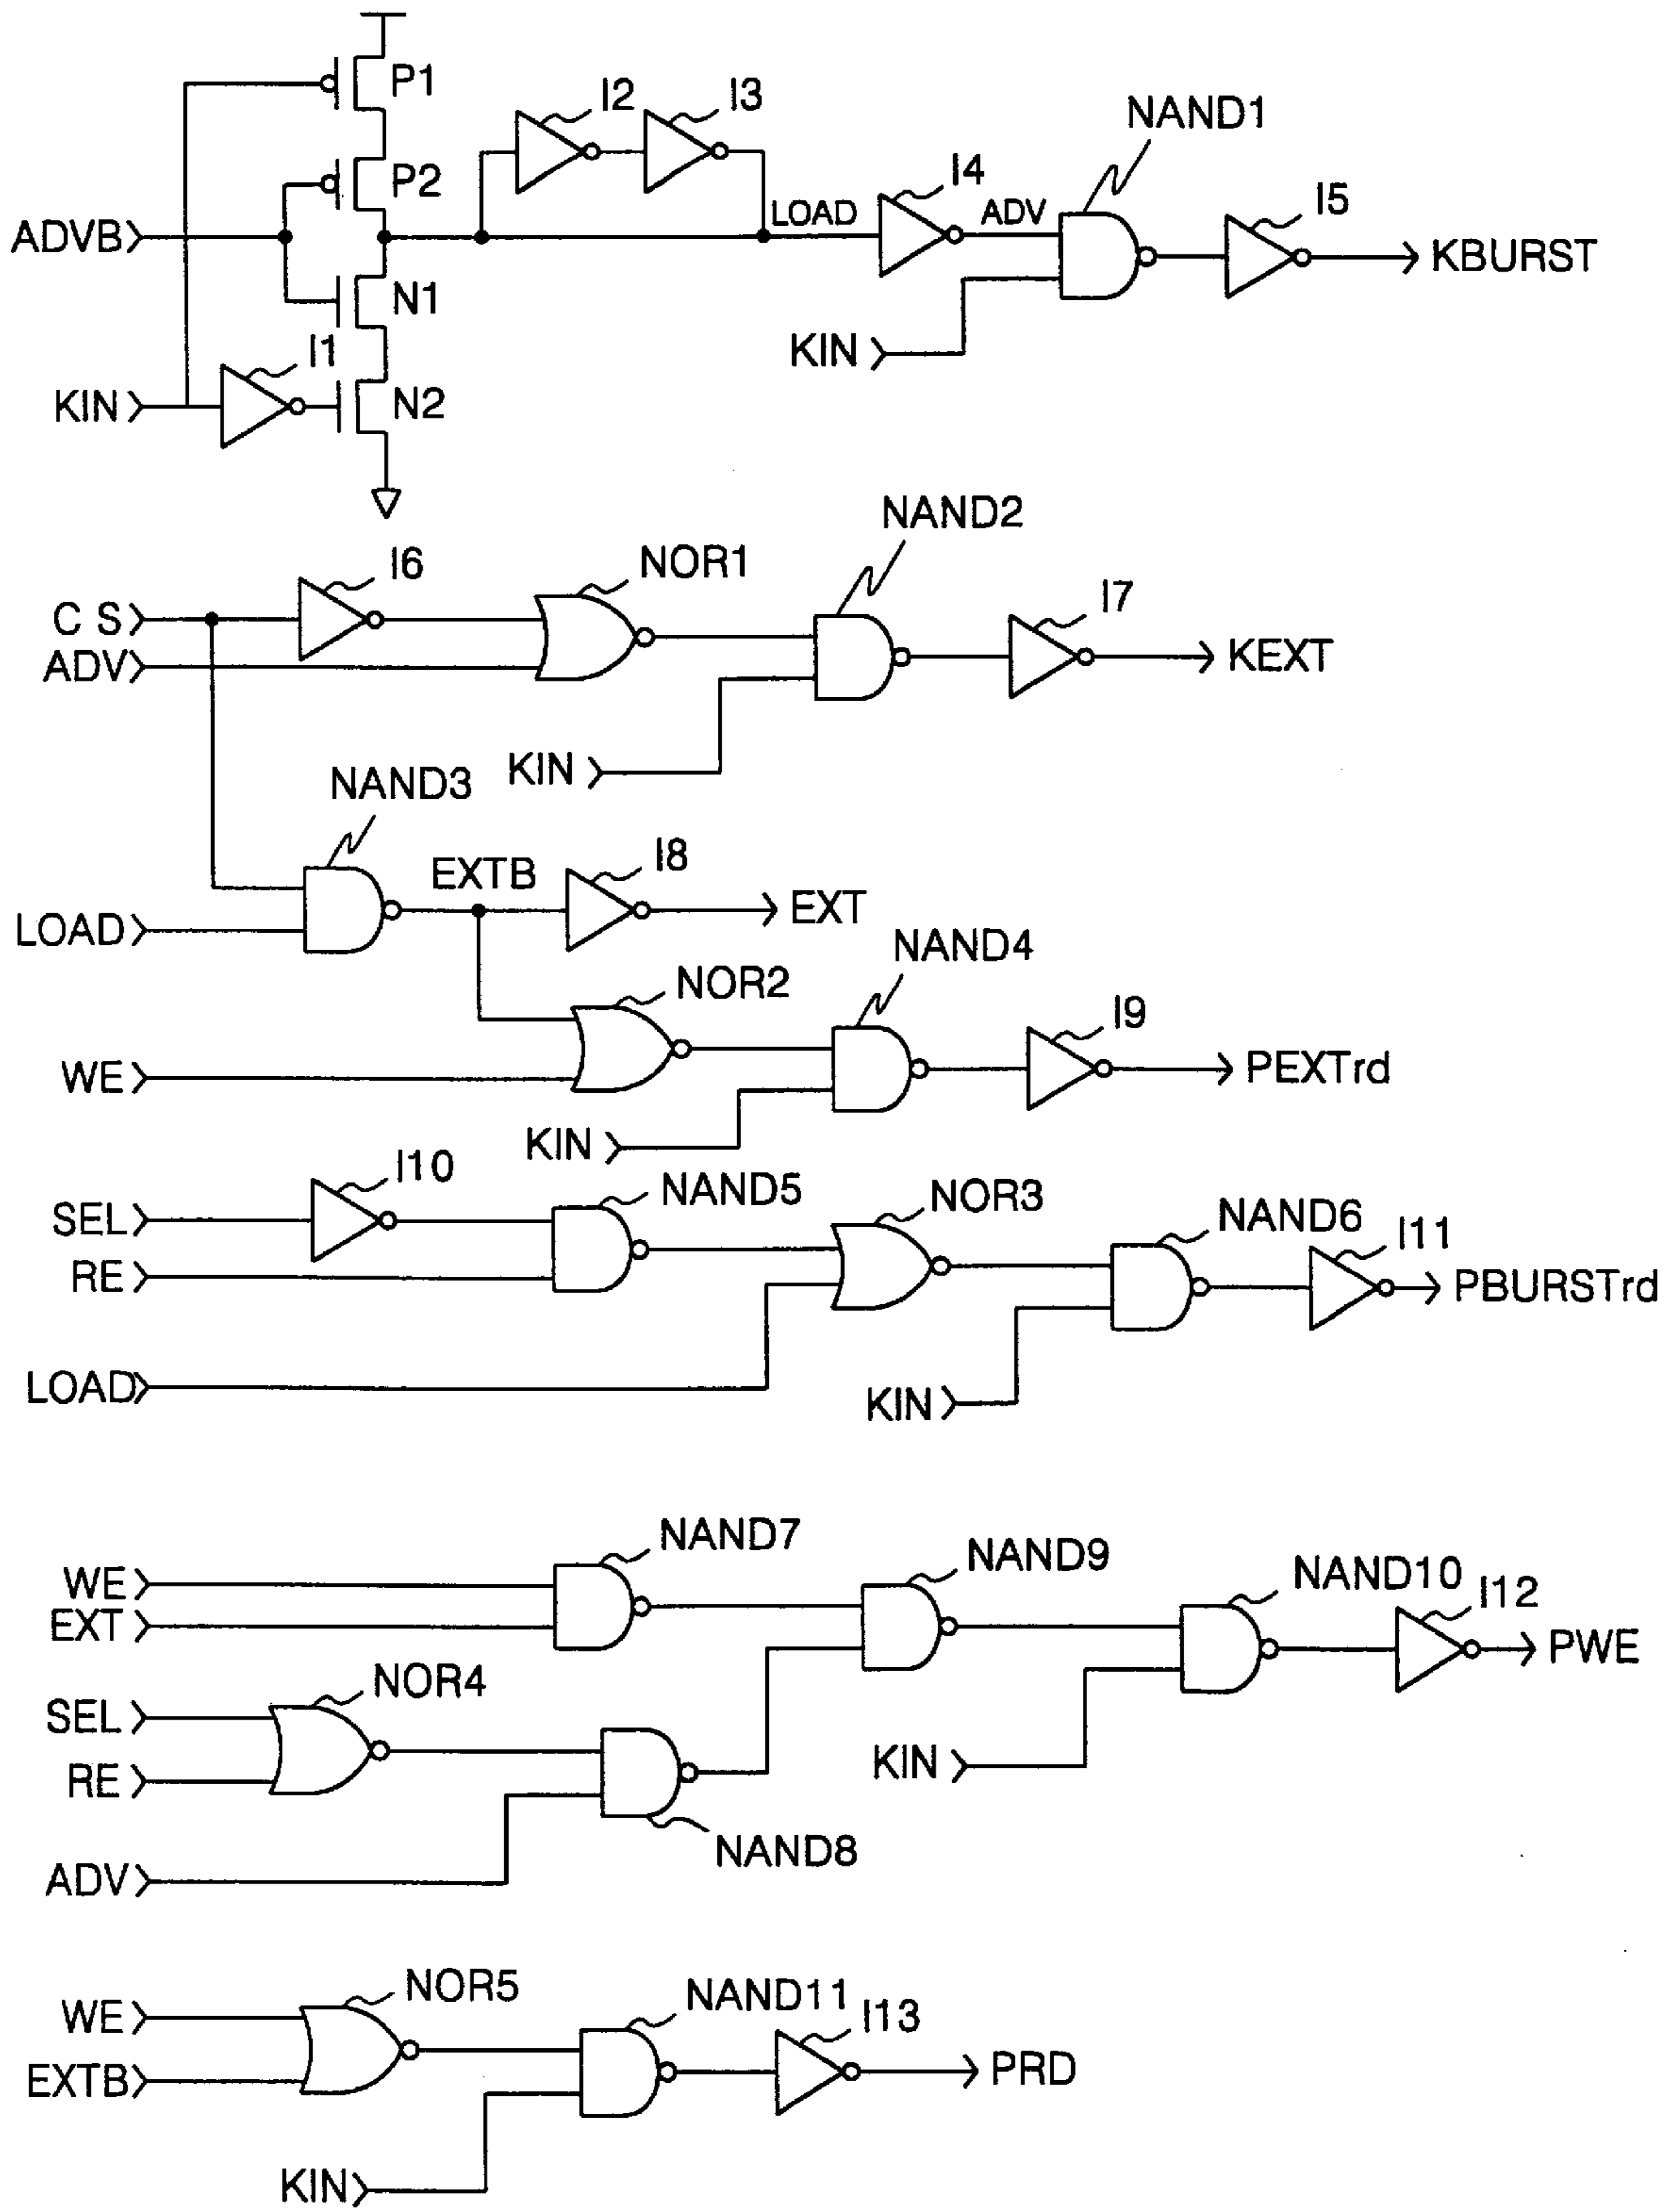 P1
I2
I3
NAND1
P2
I4
I5
LOAD
ADV
ADVB
KBURST
N1
KIN
I1
KIN
N2
NAND2
I6
NOR1
I7
C S
ADV
KEXT
KIN
NAND3
EXTB
I8
EXT
LOAD
NAND4
NOR2
I9
WE
PEXTrd
KIN
I10
NAND5
NOR3
NAND6
I11
SEL
RE
PBURSTrd
LOAD
KIN
NAND7
NAND9
NAND10
I12
WE
EXT
PWE
NOR4
SEL
KIN
RE
NAND8
ADV
NOR5
NAND11
I13
WE
EXTB
PRD
KIN